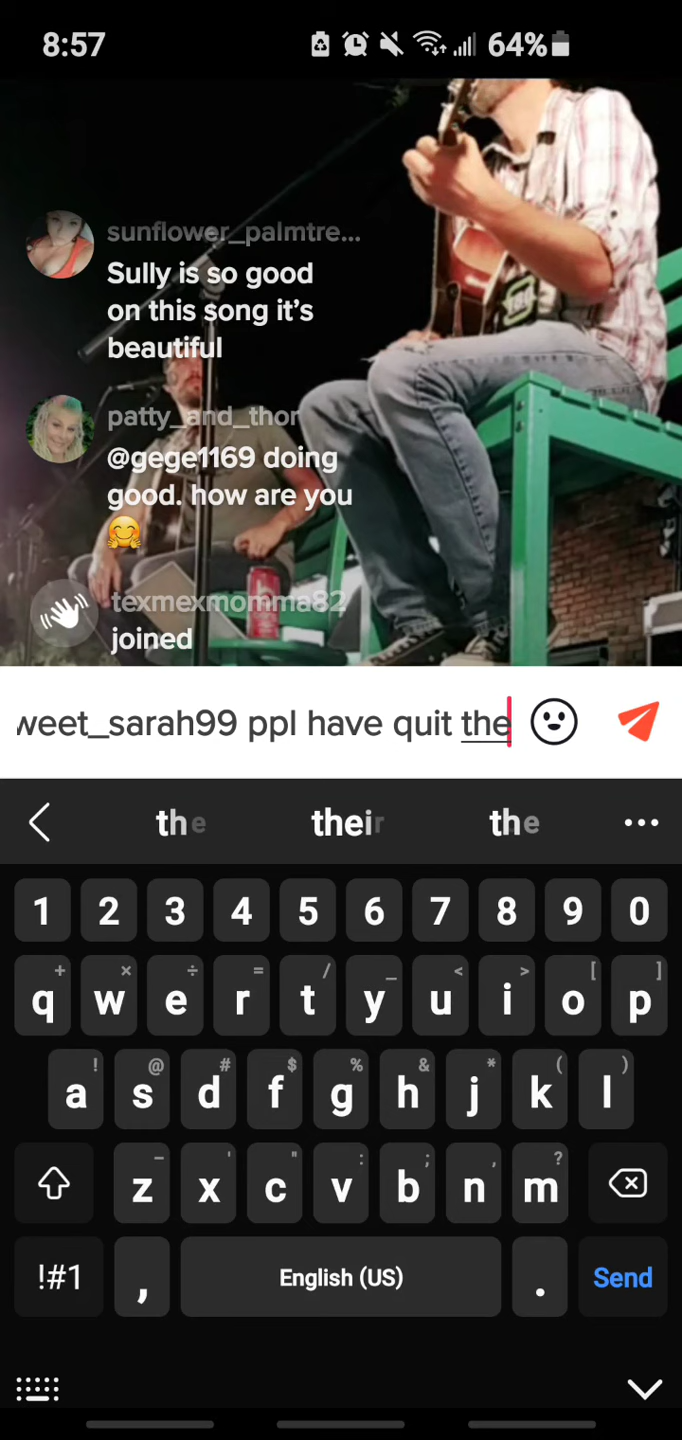 8:57 64%
sunflower_palmtre...
Sully is so good
on this song it’s
beautiful
patty_and_thor
@gege1169 doing
good. how are you
🤗
texmexmomma82
joined
weet_sarah99 ppl have quit the
the their the
1 2 3 4 5 6 7 8 9 0
+ × ÷ = / _ < > [ ]
q w e r t y u i o p
! @ # $ % & * ( )
a s d f g h j k l
- ' " : ; , ?
z x c v b n m
!#1 , English (US) . Send